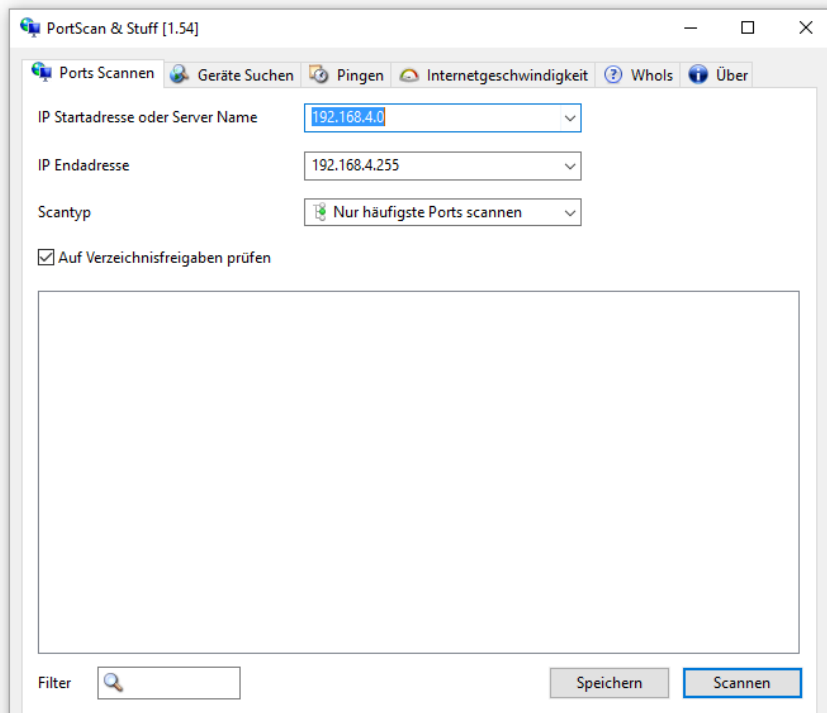 PortScan & Stuff [1.54]
Ports Scannen Geräte Suchen Pingen Internetgeschwindigkeit WhoIs Über
IP Startadresse oder Server Name 192.168.4.0
IP Endadresse 192.168.4.255
Scantyp Nur häufigste Ports scannen
Auf Verzeichnisfreigaben prüfen
Filter Speichern Scannen